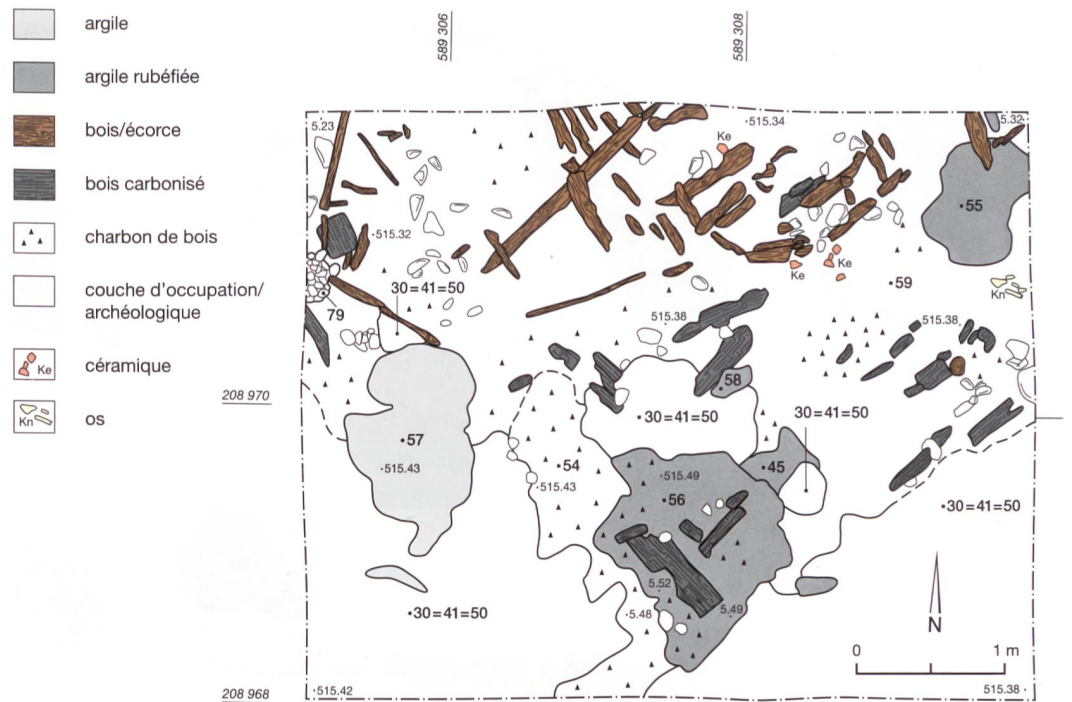 argile
argile rubéfiée
bois/écorce
bois carbonisé
charbon de bois
couche d'occupation/
archéologique
Ke
céramique
Kn
os
589 306
589 308
5.23
515.34
5.32
Ke
55
515.32
Ke
Ke
59
Kn
30=41=50
79
515.38
515.38
58
208 970
30=41=50
30=41=50
57
54
45
515.43
515.49
515.43
56
30=41=50
5.52
5.49
30=41=50
5.48
N
0 1 m
208 968
515.42
515.38